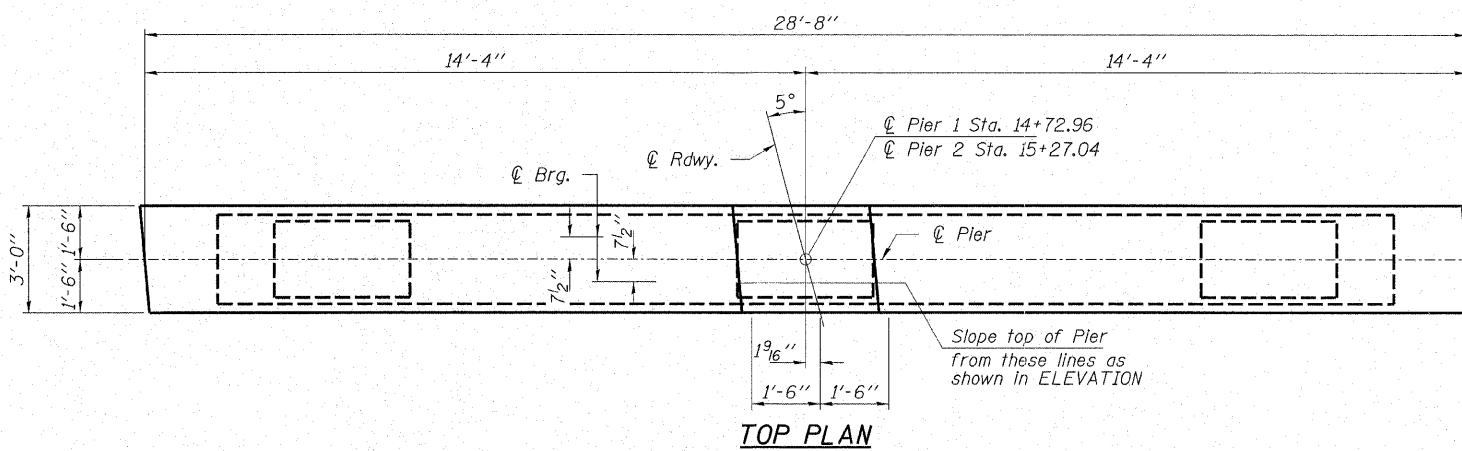 28'-8"
14'-4"
14'-4"
5°
℄ Pier 1 Sta. 14+72.96
℄ Pier 2 Sta. 15+27.04
℄ Rdwy.
℄ Brg.
3'-0"
1'-6"
1'-6"
7½"
7½"
℄ Pier
Slope top of Pier
from these lines as
shown in ELEVATION
1 9/16"
1'-6"
1'-6"
TOP PLAN